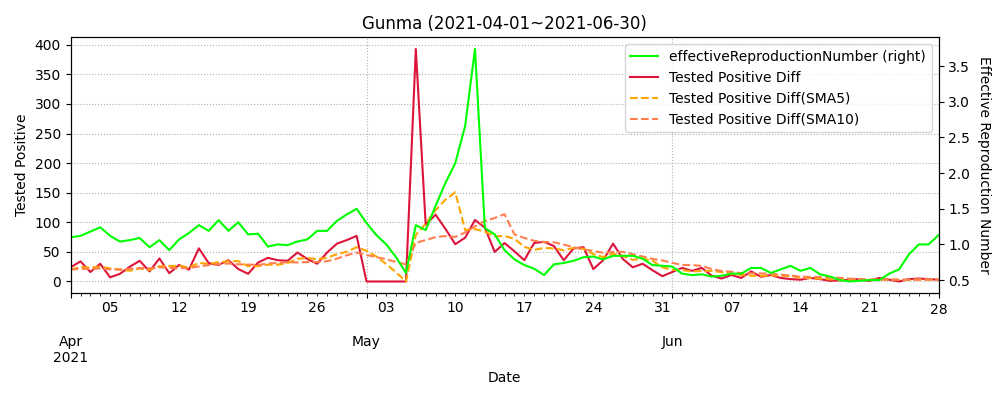 Gunma (2021-04-01~2021-06-30)
effectiveReproductionNumber (right)
Tested Positive Diff
Tested Positive Diff(SMA5)
Tested Positive Diff(SMA10)
Tested Positive
400
350
300
250
200
150
100
50
0
3.5
3.0
2.5
2.0
1.5
1.0
0.5
Effective Reproduction Number
05 12 19 26 03 10 17 24 31 07 14 21 28
Apr May Jun
2021
Date